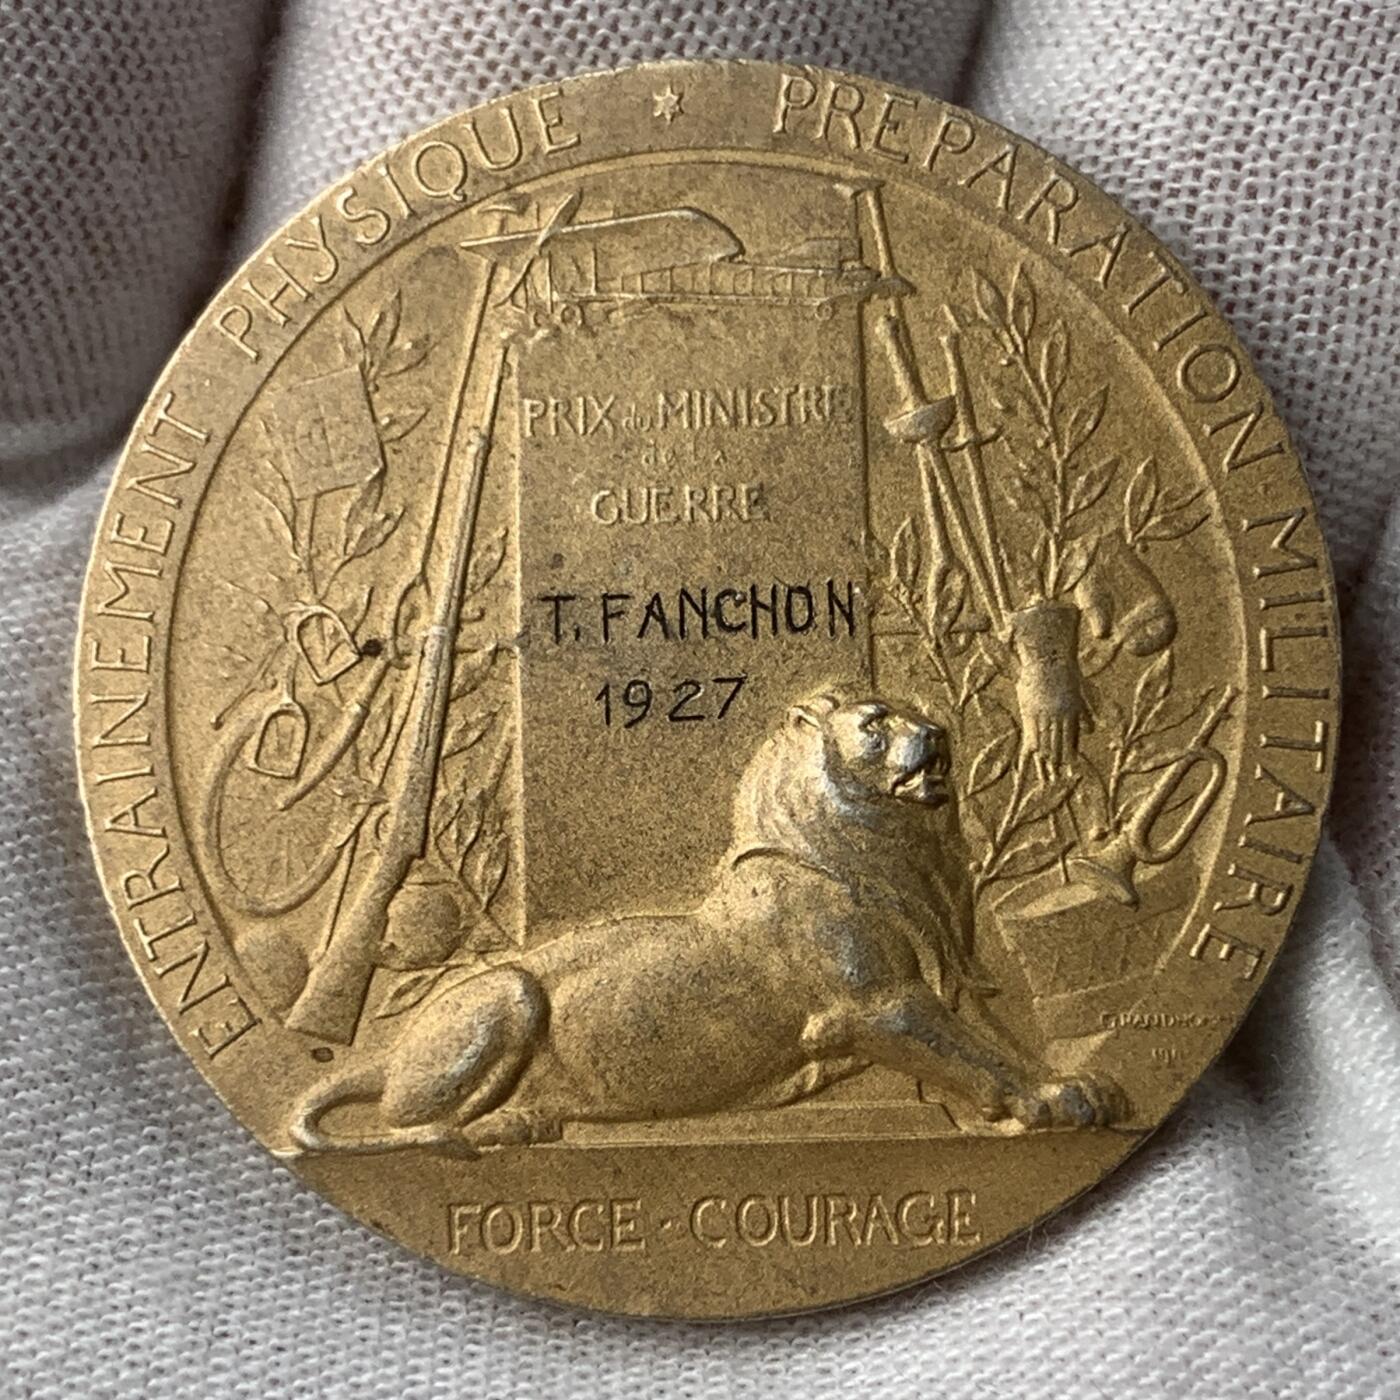 ENTRAINEMENT PHYSIQUE ★ PREPARATION MILITAIRE
PRIX du MINISTRE
de la
GUERRE
T. FANCHON
1927
FORCE - COURAGE